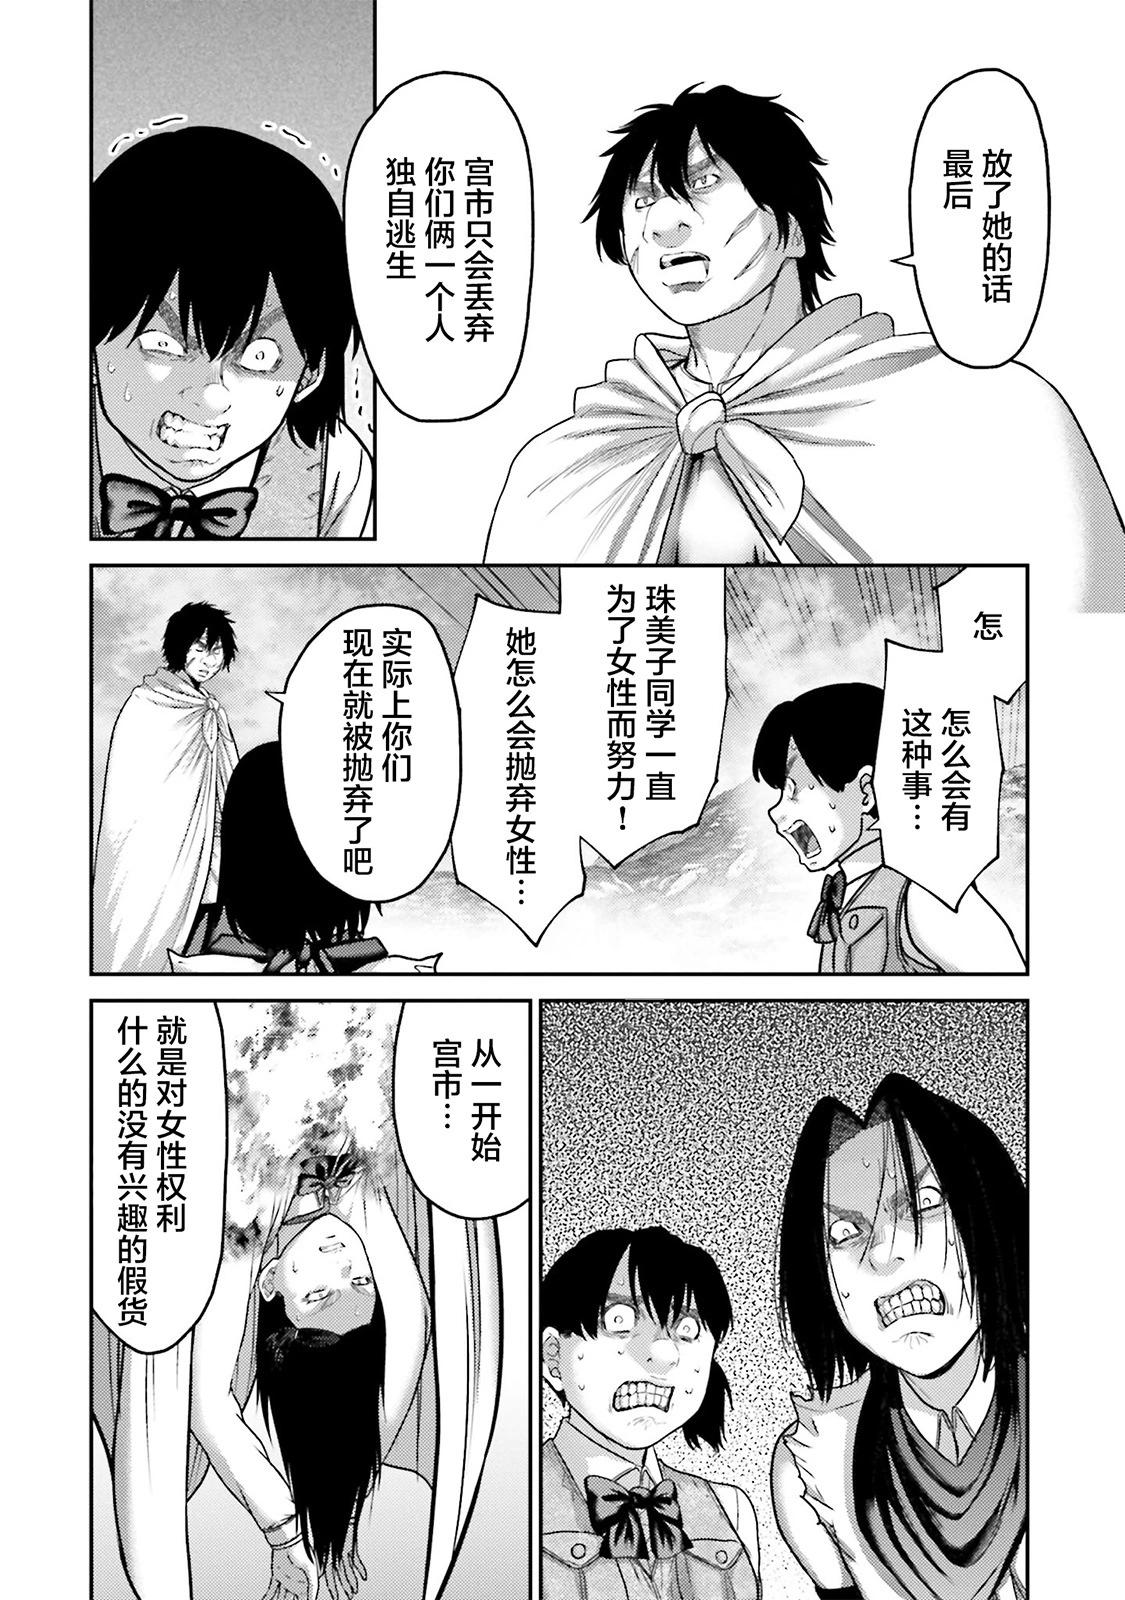 放了她的话
最后
宫市只会丢弃
你们俩一个人
独自逃生
怎
怎么会有
这种事…
珠美子同学一直
为了女性而努力！
她怎么会抛弃女性…
实际上你们
现在就被抛弃了吧
从一开始
宫市…
就是对女性权利
什么的没有兴趣的假货